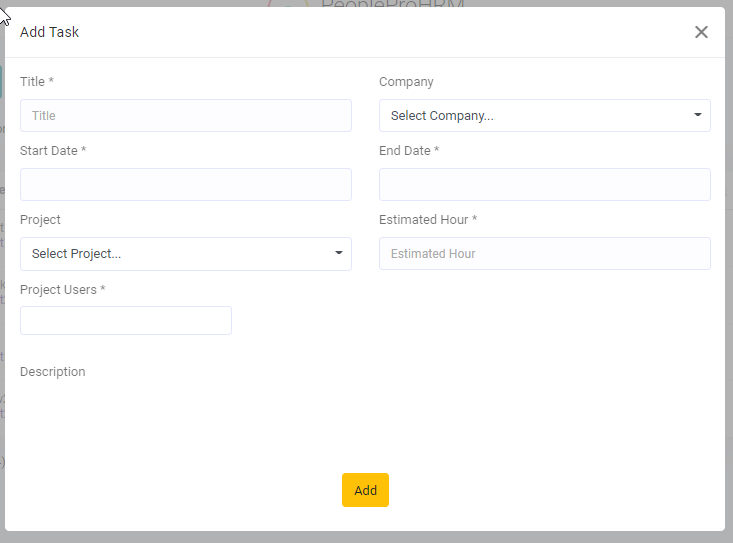 PeopleProHRM
Add Task
Title *
Company
Title
Select Company...
Start Date *
End Date *
Project
Estimated Hour *
Select Project...
Estimated Hour
Project Users *
Description
Add